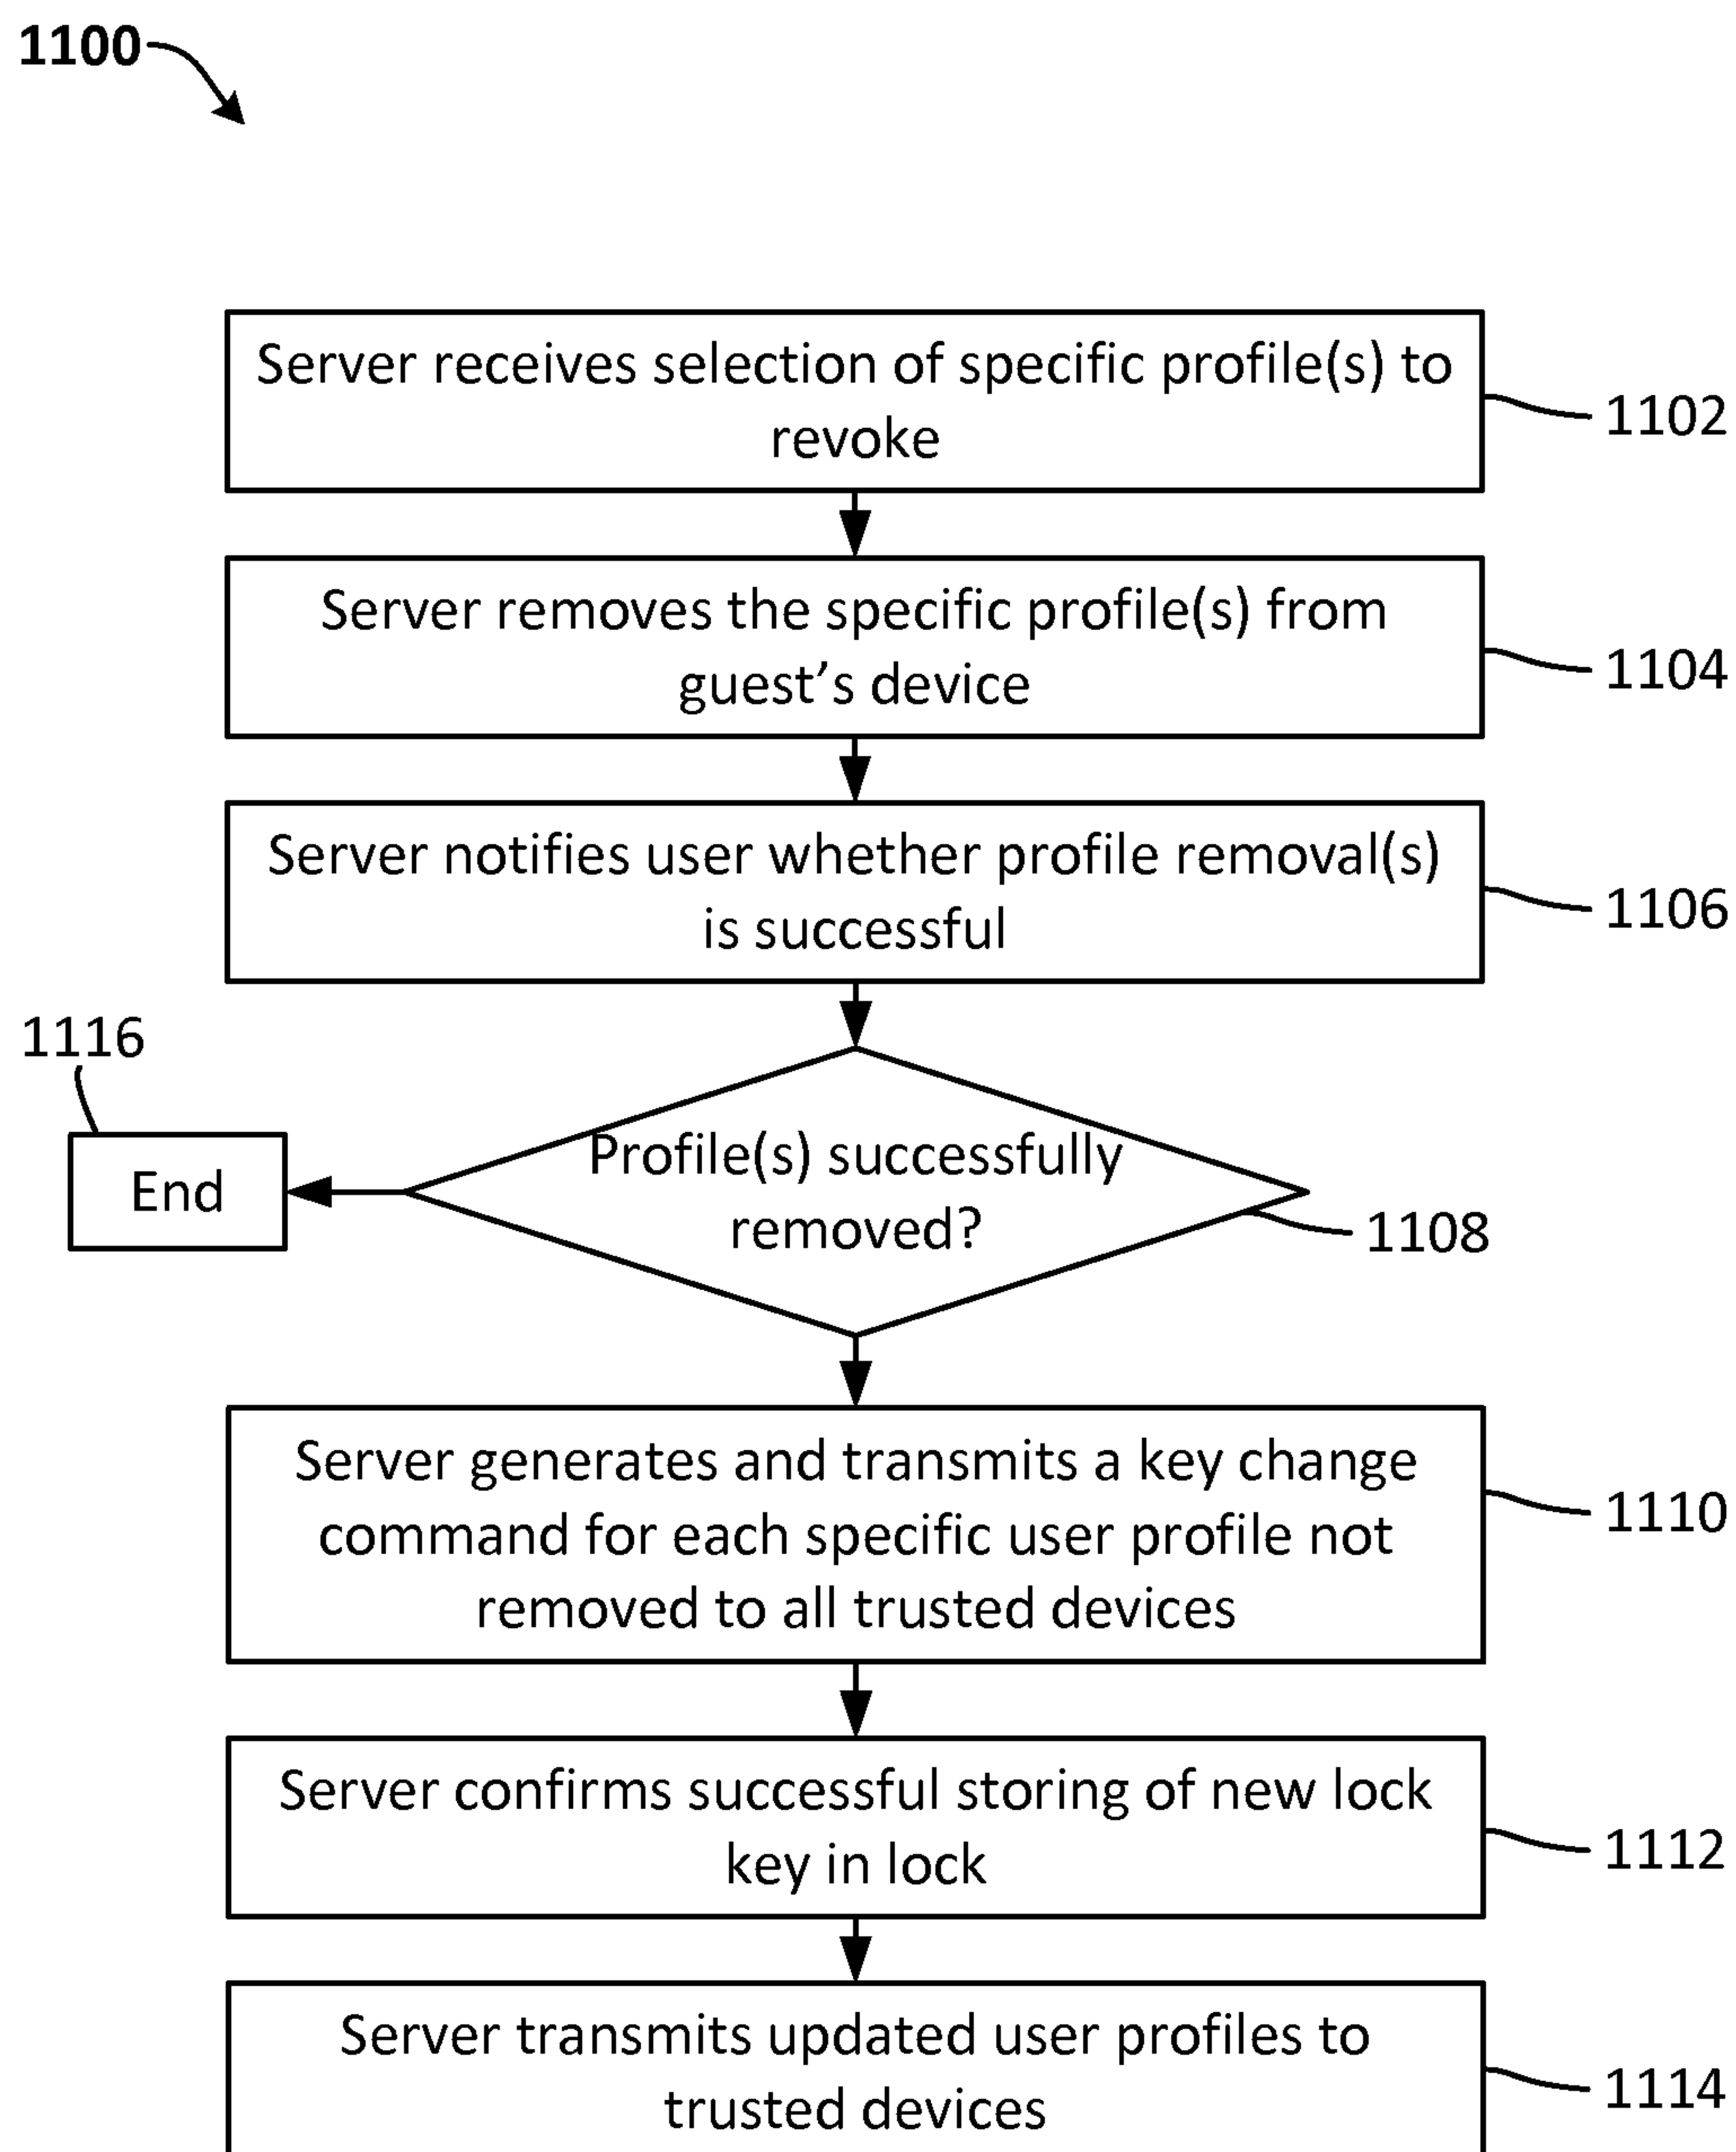 1100
Server receives selection of specific profile(s) to
revoke
1102
Server removes the specific profile(s) from
guest’s device
1104
Server notifies user whether profile removal(s)
is successful
1106
1116
End
Profile(s) successfully
removed?
1108
Server generates and transmits a key change
command for each specific user profile not
removed to all trusted devices
1110
Server confirms successful storing of new lock
key in lock
1112
Server transmits updated user profiles to
trusted devices
1114